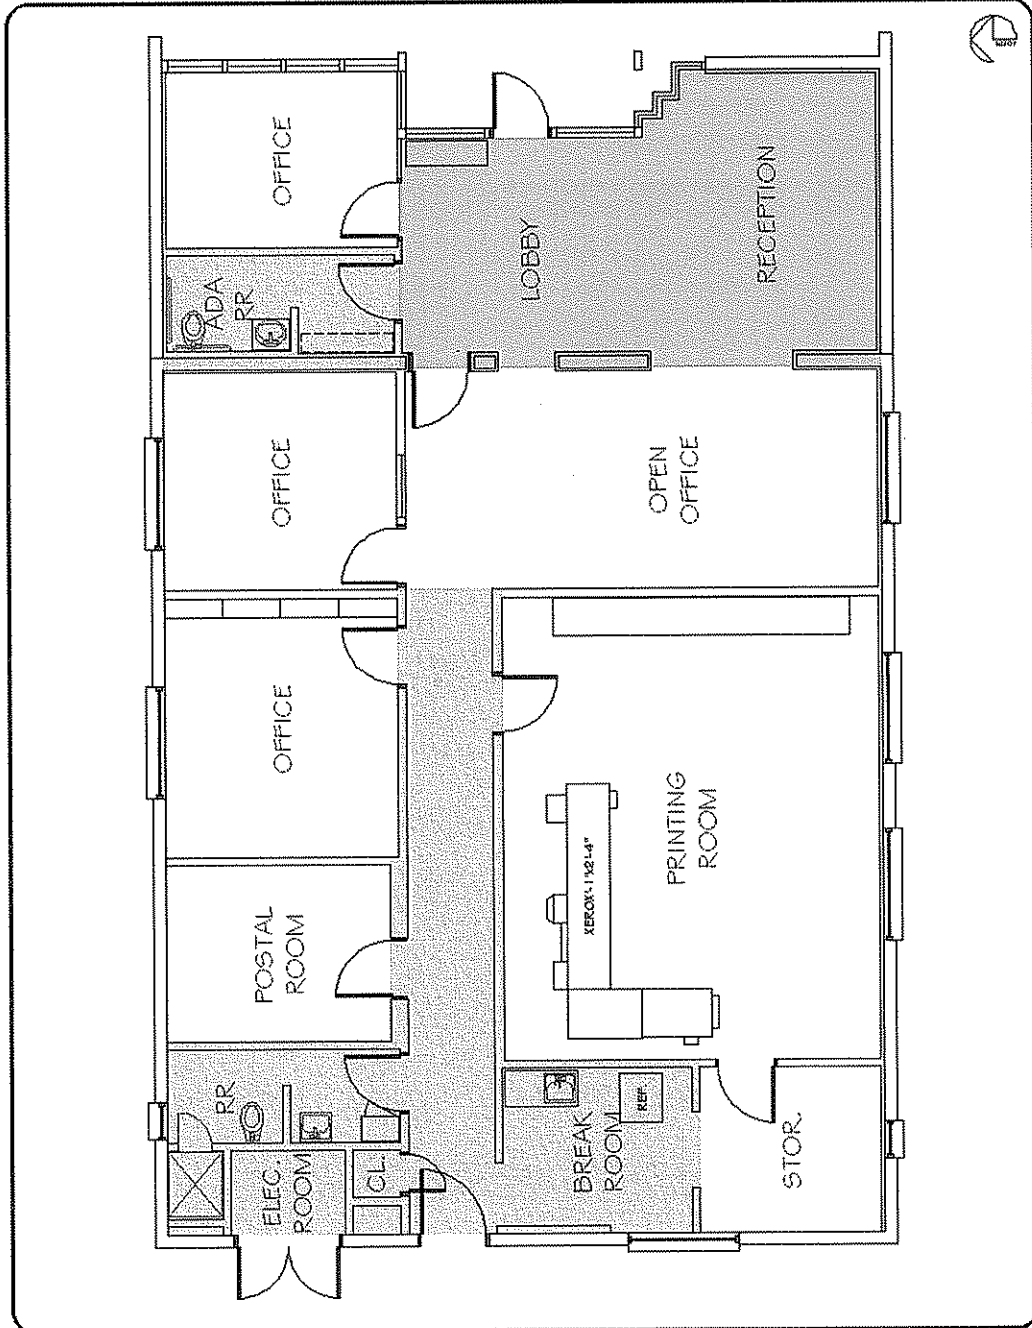 ELEC.
ROOM
RR
CL.
POSTAL
ROOM
OFFICE
OFFICE
ADA
RR
OFFICE
LOBBY
BREAK
ROOM
REF.
OPEN
OFFICE
PRINTING
ROOM
RECEPTION
STOR.